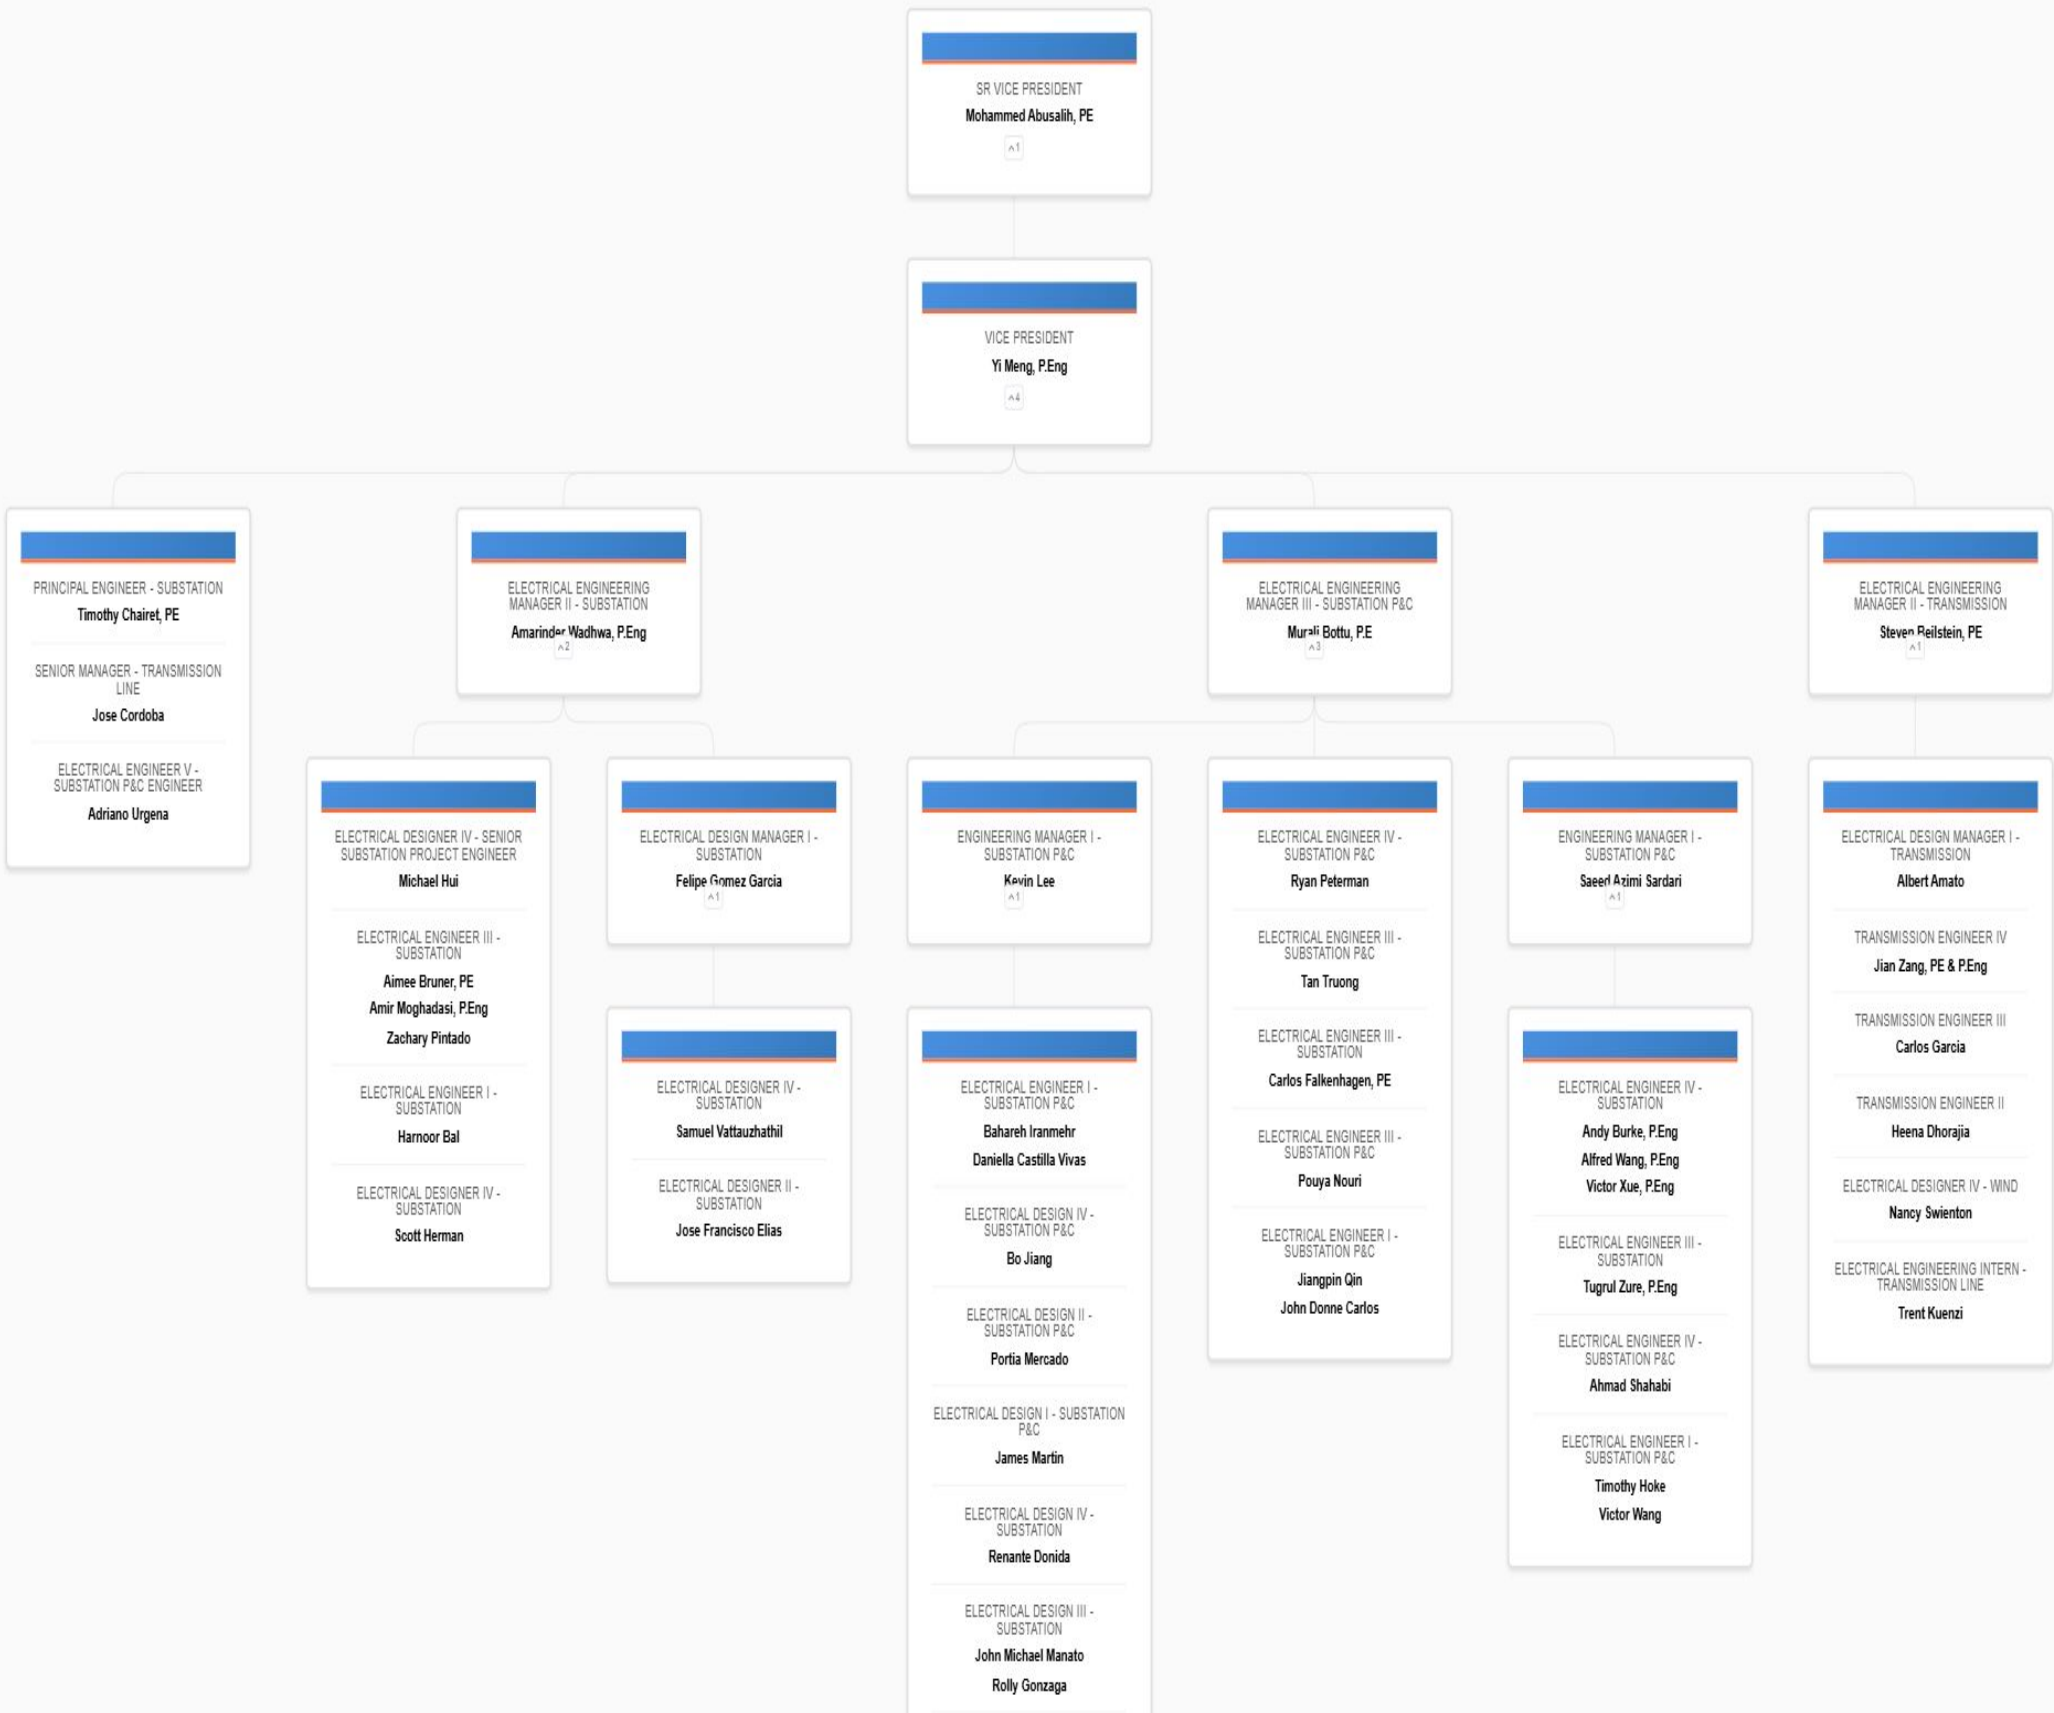 SR VICE PRESIDENT
Mohammed Abusalih, PE
^1
VICE PRESIDENT
Yi Meng, P.Eng
^4
PRINCIPAL ENGINEER - SUBSTATION
Timothy Chairet, PE
SENIOR MANAGER - TRANSMISSION
LINE
Jose Cordoba
ELECTRICAL ENGINEER V -
SUBSTATION P&C ENGINEER
Adriano Urgena
ELECTRICAL ENGINEERING
MANAGER II - SUBSTATION
Amarinder Wadhwa, P.Eng
^2
ELECTRICAL ENGINEERING
MANAGER III - SUBSTATION P&C
Murali Bottu, P.E
^3
ELECTRICAL ENGINEERING
MANAGER II - TRANSMISSION
Steven Beilstein, PE
^1
ELECTRICAL DESIGNER IV - SENIOR
SUBSTATION PROJECT ENGINEER
Michael Hui
ELECTRICAL ENGINEER III -
SUBSTATION
Aimee Bruner, PE
Amir Moghadasi, P.Eng
Zachary Pintado
ELECTRICAL ENGINEER I -
SUBSTATION
Harnoor Bal
ELECTRICAL DESIGNER IV -
SUBSTATION
Scott Herman
ELECTRICAL DESIGN MANAGER I -
SUBSTATION
Felipe Gomez Garcia
^1
ELECTRICAL DESIGNER IV -
SUBSTATION
Samuel Vattauzhathil
ELECTRICAL DESIGNER II -
SUBSTATION
Jose Francisco Elias
ENGINEERING MANAGER I -
SUBSTATION P&C
Kevin Lee
^1
ELECTRICAL ENGINEER I -
SUBSTATION P&C
Bahareh Iranmehr
Daniella Castilla Vivas
ELECTRICAL DESIGN IV -
SUBSTATION P&C
Bo Jiang
ELECTRICAL DESIGN II -
SUBSTATION P&C
Portia Mercado
ELECTRICAL DESIGN I - SUBSTATION
P&C
James Martin
ELECTRICAL DESIGN IV -
SUBSTATION
Renante Donida
ELECTRICAL DESIGN III -
SUBSTATION
John Michael Manato
Rolly Gonzaga
ELECTRICAL ENGINEER IV -
SUBSTATION P&C
Ryan Peterman
ELECTRICAL ENGINEER III -
SUBSTATION P&C
Tan Truong
ELECTRICAL ENGINEER III -
SUBSTATION
Carlos Falkenhagen, PE
ELECTRICAL ENGINEER III -
SUBSTATION P&C
Pouya Nouri
ELECTRICAL ENGINEER I -
SUBSTATION P&C
Jiangpin Qin
John Donne Carlos
ENGINEERING MANAGER I -
SUBSTATION P&C
Saeed Azimi Sardari
^1
ELECTRICAL ENGINEER IV -
SUBSTATION
Andy Burke, P.Eng
Alfred Wang, P.Eng
Victor Xue, P.Eng
ELECTRICAL ENGINEER III -
SUBSTATION
Tugrul Zure, P.Eng
ELECTRICAL ENGINEER IV -
SUBSTATION P&C
Ahmad Shahabi
ELECTRICAL ENGINEER I -
SUBSTATION P&C
Timothy Hoke
Victor Wang
ELECTRICAL DESIGN MANAGER I -
TRANSMISSION
Albert Amato
TRANSMISSION ENGINEER IV
Jian Zang, PE & P.Eng
TRANSMISSION ENGINEER III
Carlos Garcia
TRANSMISSION ENGINEER II
Heena Dhorajia
ELECTRICAL DESIGNER IV - WIND
Nancy Swienton
ELECTRICAL ENGINEERING INTERN -
TRANSMISSION LINE
Trent Kuenzi